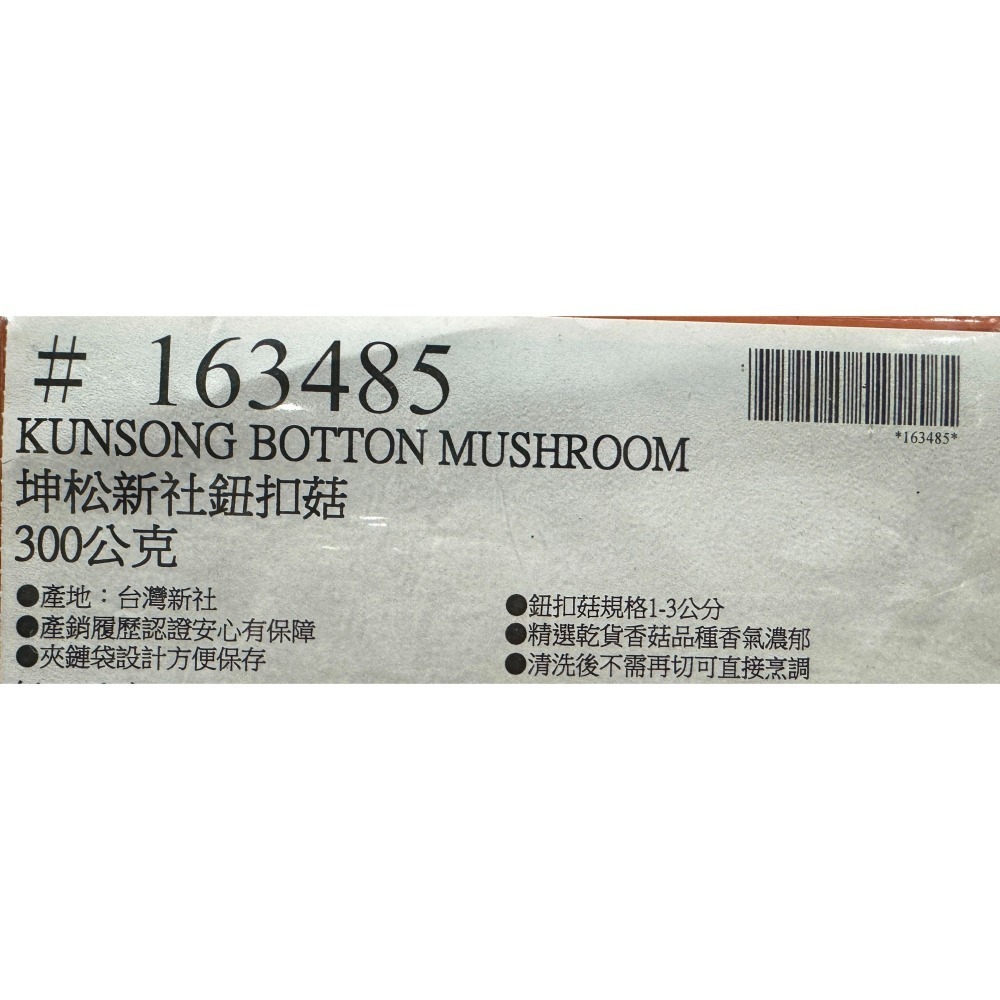 # 163485
*163485*
KUNSONG BOTTON MUSHROOM
坤松新社鈕扣菇
300公克
●產地：台灣新社
●產銷履歷認證安心有保障
●夾鏈袋設計方便保存
●鈕扣菇規格1-3公分
●精選乾貨香菇品種香氣濃郁
●清洗後不需再切可直接烹調